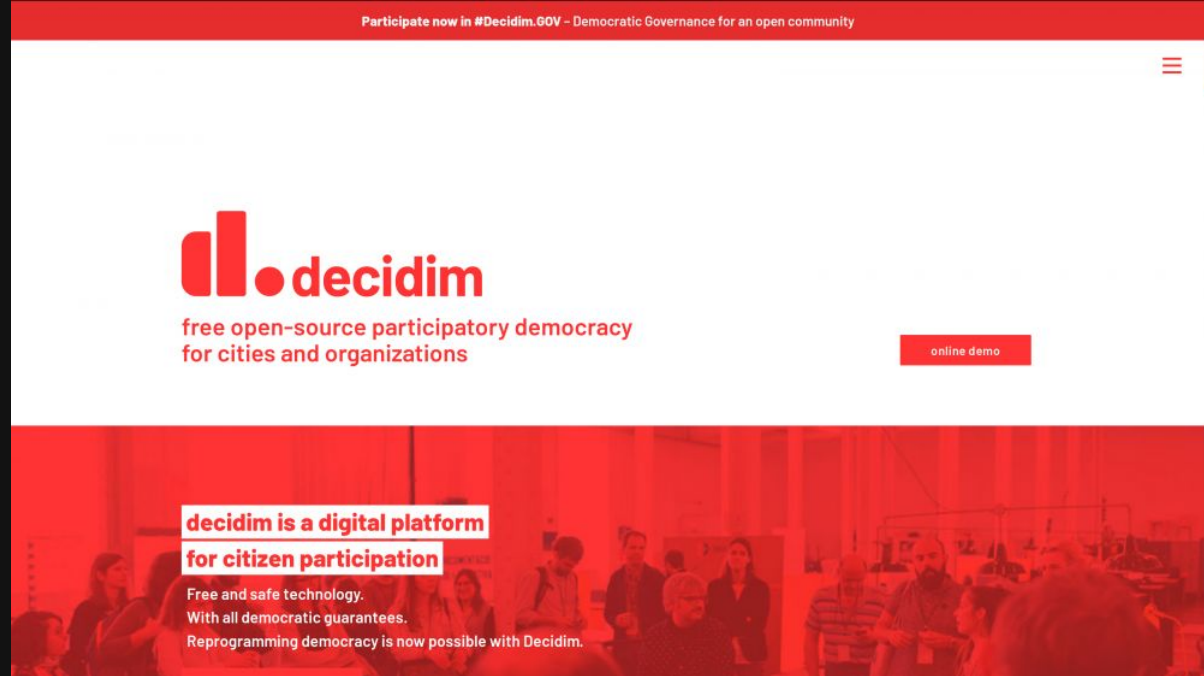 Participate now in #Decidim.GOV – Democratic Governance for an open community
decidim
free open-source participatory democracy
for cities and organizations
online demo
decidim is a digital platform
for citizen participation
Free and safe technology.
With all democratic guarantees.
Reprogramming democracy is now possible with Decidim.